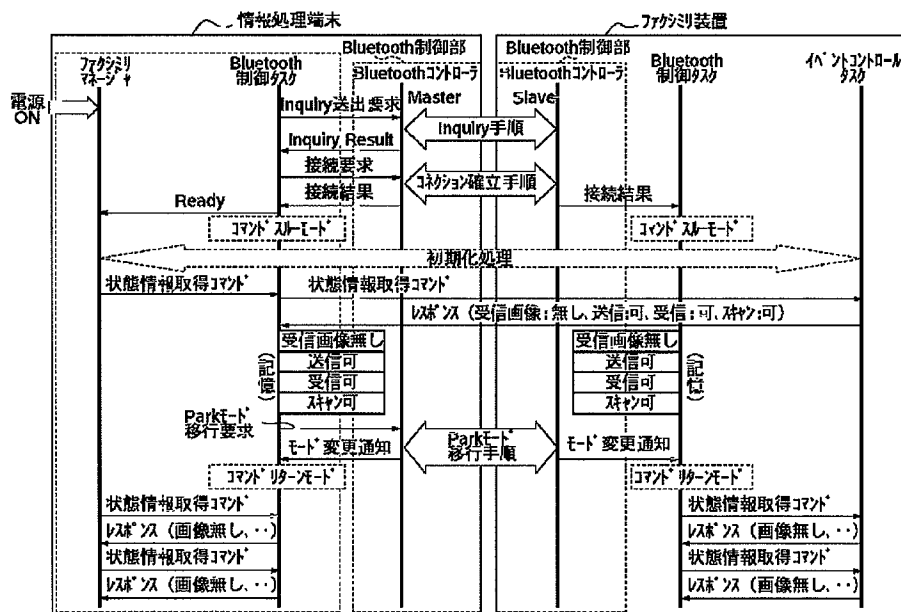 情報処理端末
ファクシミリ装置
Bluetooth制御部
Bluetooth制御部
ファクシミリ
マネージャ
Bluetooth
制御タスク
Bluetoothコントローラ
Bluetoothコントローラ
Bluetooth
制御タスク
イベントコントロール
タスク
電源
ON
Master
Slave
Inquiry送出要求
Inquiry手順
Inquiry Result
接続要求
コネクション確立手順
接続結果
接続結果
Ready
コマンドスルーモード
コマンドスルーモード
初期化処理
状態情報取得コマンド
状態情報取得コマンド
レスポンス（受信画像：無し、送信:可、受信：可、スキャン:可）
受信画像無し
送信可
受信可
スキャン可
（記憶）
受信画像無し
送信可
受信可
スキャン可
（記憶）
Parkモード
移行要求
Parkモード
移行手順
モード変更通知
モード変更通知
コマンドリターンモード
コマンドリターンモード
状態情報取得コマンド
状態情報取得コマンド
レスポンス（画像無し、‥）
レスポンス（画像無し、‥）
状態情報取得コマンド
状態情報取得コマンド
レスポンス（画像無し、‥）
レスポンス（画像無し、‥）